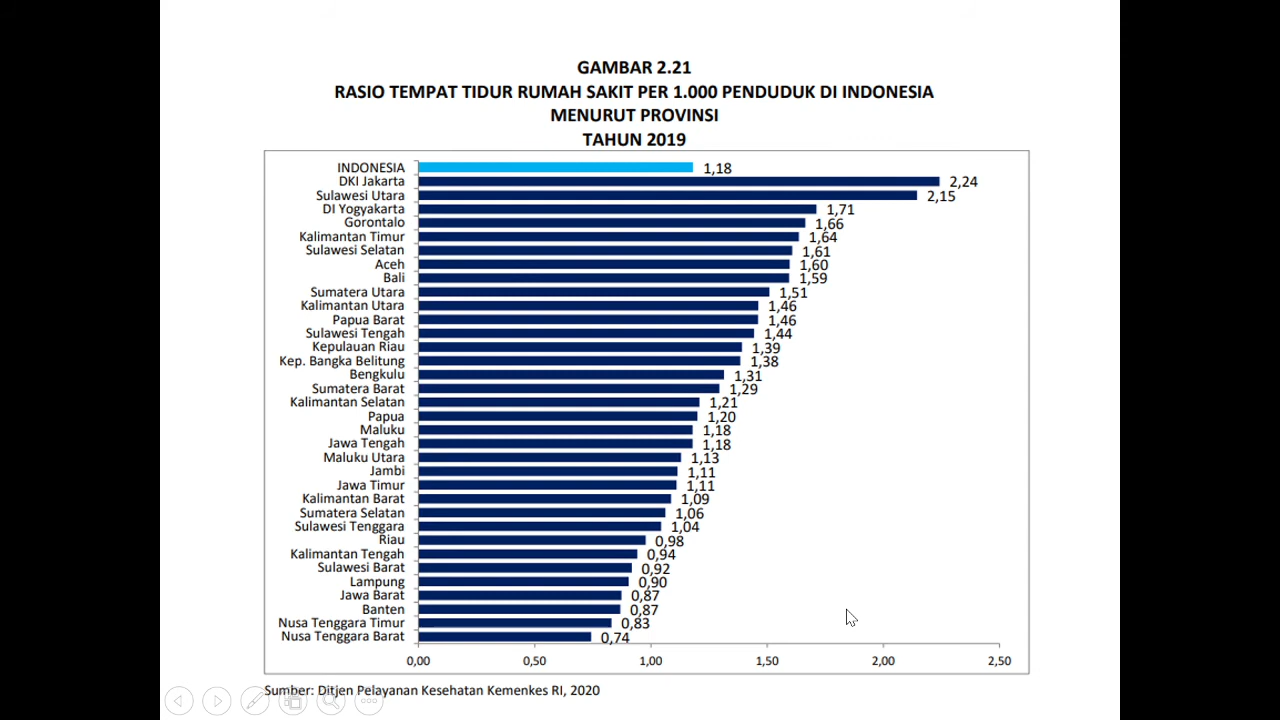 GAMBAR 2.21
RASIO TEMPAT TIDUR RUMAH SAKIT PER 1.000 PENDUDUK DI INDONESIA
MENURUT PROVINSI
TAHUN 2019
INDONESIA 1,18
DKI Jakarta 2,24
Sulawesi Utara 2,15
DI Yogyakarta 1,71
Gorontalo 1,66
Kalimantan Timur 1,64
Sulawesi Selatan 1,61
Aceh 1,60
Bali 1,59
Sumatera Utara 1,51
Kalimantan Utara 1,46
Papua Barat 1,46
Sulawesi Tengah 1,44
Kepulauan Riau 1,39
Kep. Bangka Belitung 1,38
Bengkulu 1,31
Sumatera Barat 1,29
Kalimantan Selatan 1,21
Papua 1,20
Maluku 1,18
Jawa Tengah 1,18
Maluku Utara 1,13
Jambi 1,11
Jawa Timur 1,11
Kalimantan Barat 1,09
Sumatera Selatan 1,06
Sulawesi Tenggara 1,04
Riau 0,98
Kalimantan Tengah 0,94
Sulawesi Barat 0,92
Lampung 0,90
Jawa Barat 0,87
Banten 0,87
Nusa Tenggara Timur 0,83
Nusa Tenggara Barat 0,74
0,00 0,50 1,00 1,50 2,00 2,50
Sumber: Ditjen Pelayanan Kesehatan Kemenkes RI, 2020